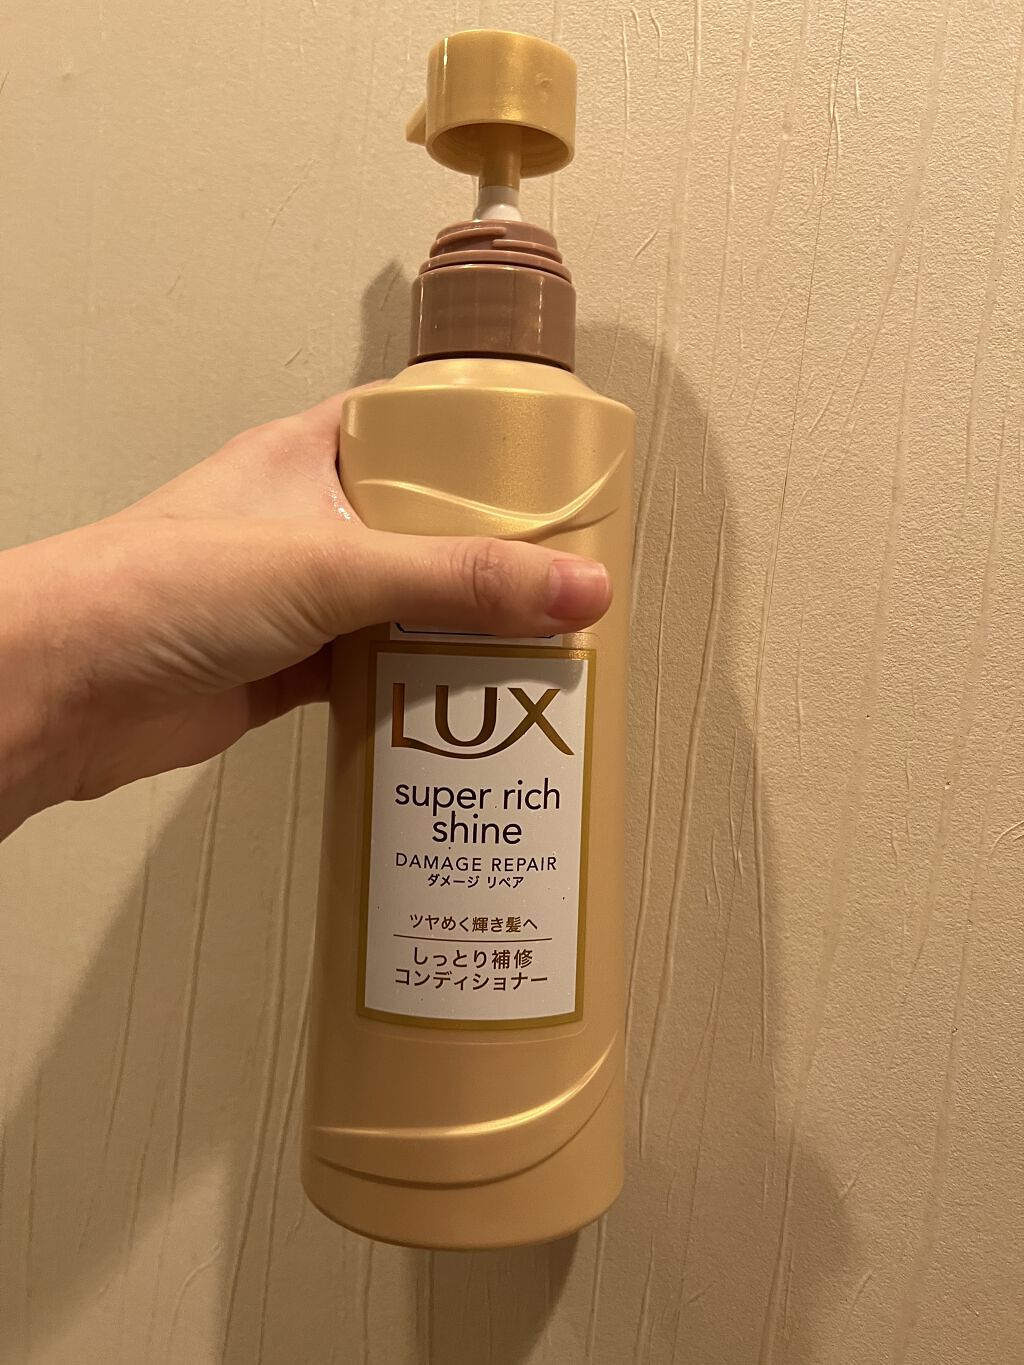 LUX
super rich
shine
DAMAGE REPAIR
ダメージ リペア
ツヤめく輝き髪へ
しっとり補修
コンディショナー